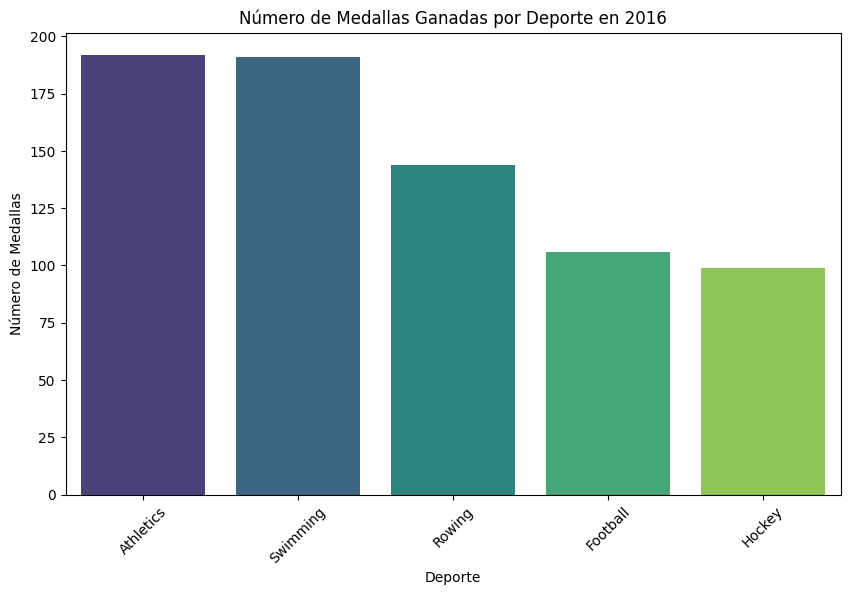 Número de Medallas Ganadas por Deporte en 2016
Número de Medallas
200
175
150
125
100
75
50
25
0
Athletics
Swimming
Rowing
Football
Hockey
Deporte